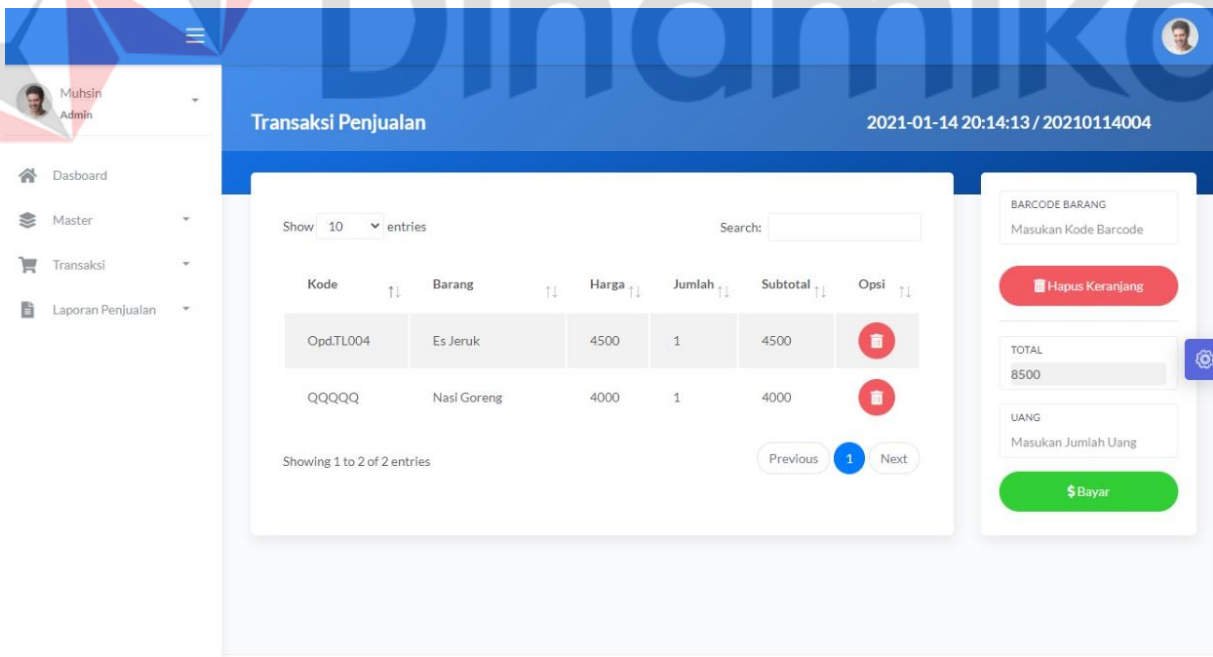 Dinamika
Muhsin
Admin
Transaksi Penjualan
2021-01-14 20:14:13 / 20210114004
Dasboard
Master
Transaksi
Laporan Penjualan
Show 10 entries
Search:
Kode Barang Harga Jumlah Subtotal Opsi
Opd.TL004 Es Jeruk 4500 1 4500
QQQQQ Nasi Goreng 4000 1 4000
Showing 1 to 2 of 2 entries
Previous 1 Next
BARCODE BARANG
Masukan Kode Barcode
Hapus Keranjang
TOTAL
8500
UANG
Masukan Jumlah Uang
$ Bayar